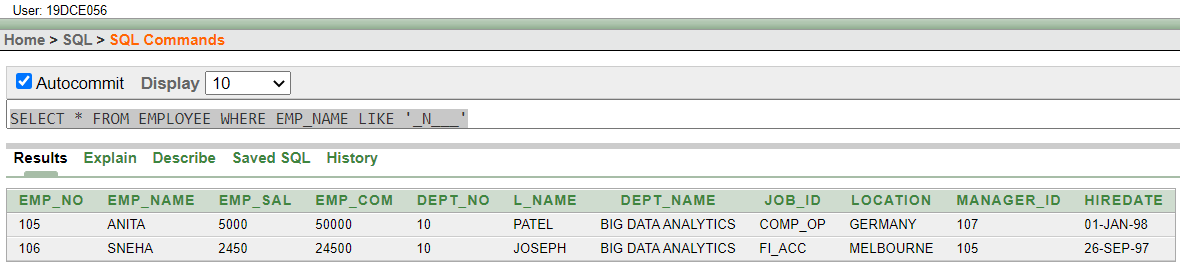 User: 19DCE056
Home > SQL > SQL Commands
Autocommit Display 10
SELECT * FROM EMPLOYEE WHERE EMP_NAME LIKE '_N___'
Results Explain Describe Saved SQL History
EMP_NO EMP_NAME EMP_SAL EMP_COM DEPT_NO L_NAME DEPT_NAME JOB_ID LOCATION MANAGER_ID HIREDATE
105 ANITA 5000 50000 10 PATEL BIG DATA ANALYTICS COMP_OP GERMANY 107 01-JAN-98
106 SNEHA 2450 24500 10 JOSEPH BIG DATA ANALYTICS FI_ACC MELBOURNE 105 26-SEP-97